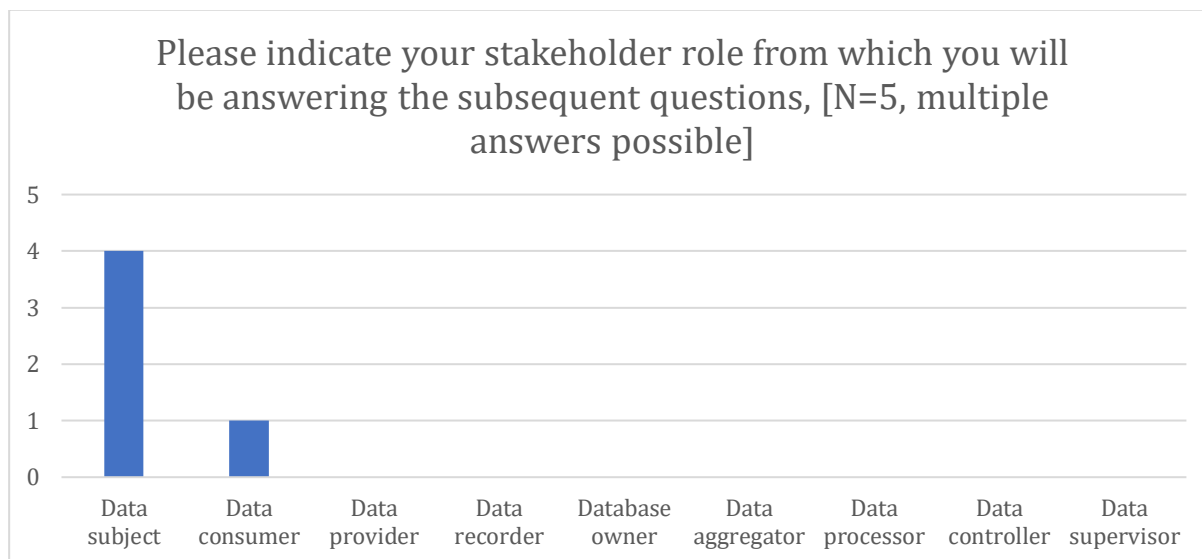 Please indicate your stakeholder role from which you will
be answering the subsequent questions, [N=5, multiple
answers possible]
5
4
3
2
1
0
Data subject
Data consumer
Data provider
Data recorder
Database owner
Data aggregator
Data processor
Data controller
Data supervisor